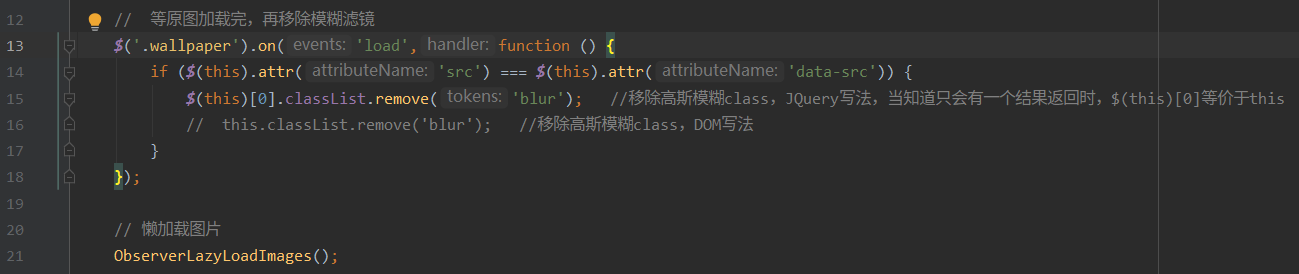 12 // 等原图加载完，再移除模糊滤镜
13 $('.wallpaper').on( events: 'load', handler: function () {
14 if ($(this).attr( attributeName: 'src') === $(this).attr( attributeName: 'data-src')) {
15 $(this)[0].classList.remove( tokens: 'blur'); //移除高斯模糊class，JQuery写法，当知道只会有一个结果返回时，$(this)[0]等价于this
16 // this.classList.remove('blur'); //移除高斯模糊class，DOM写法
17 }
18 });
19
20 // 懒加载图片
21 ObserverLazyLoadImages();